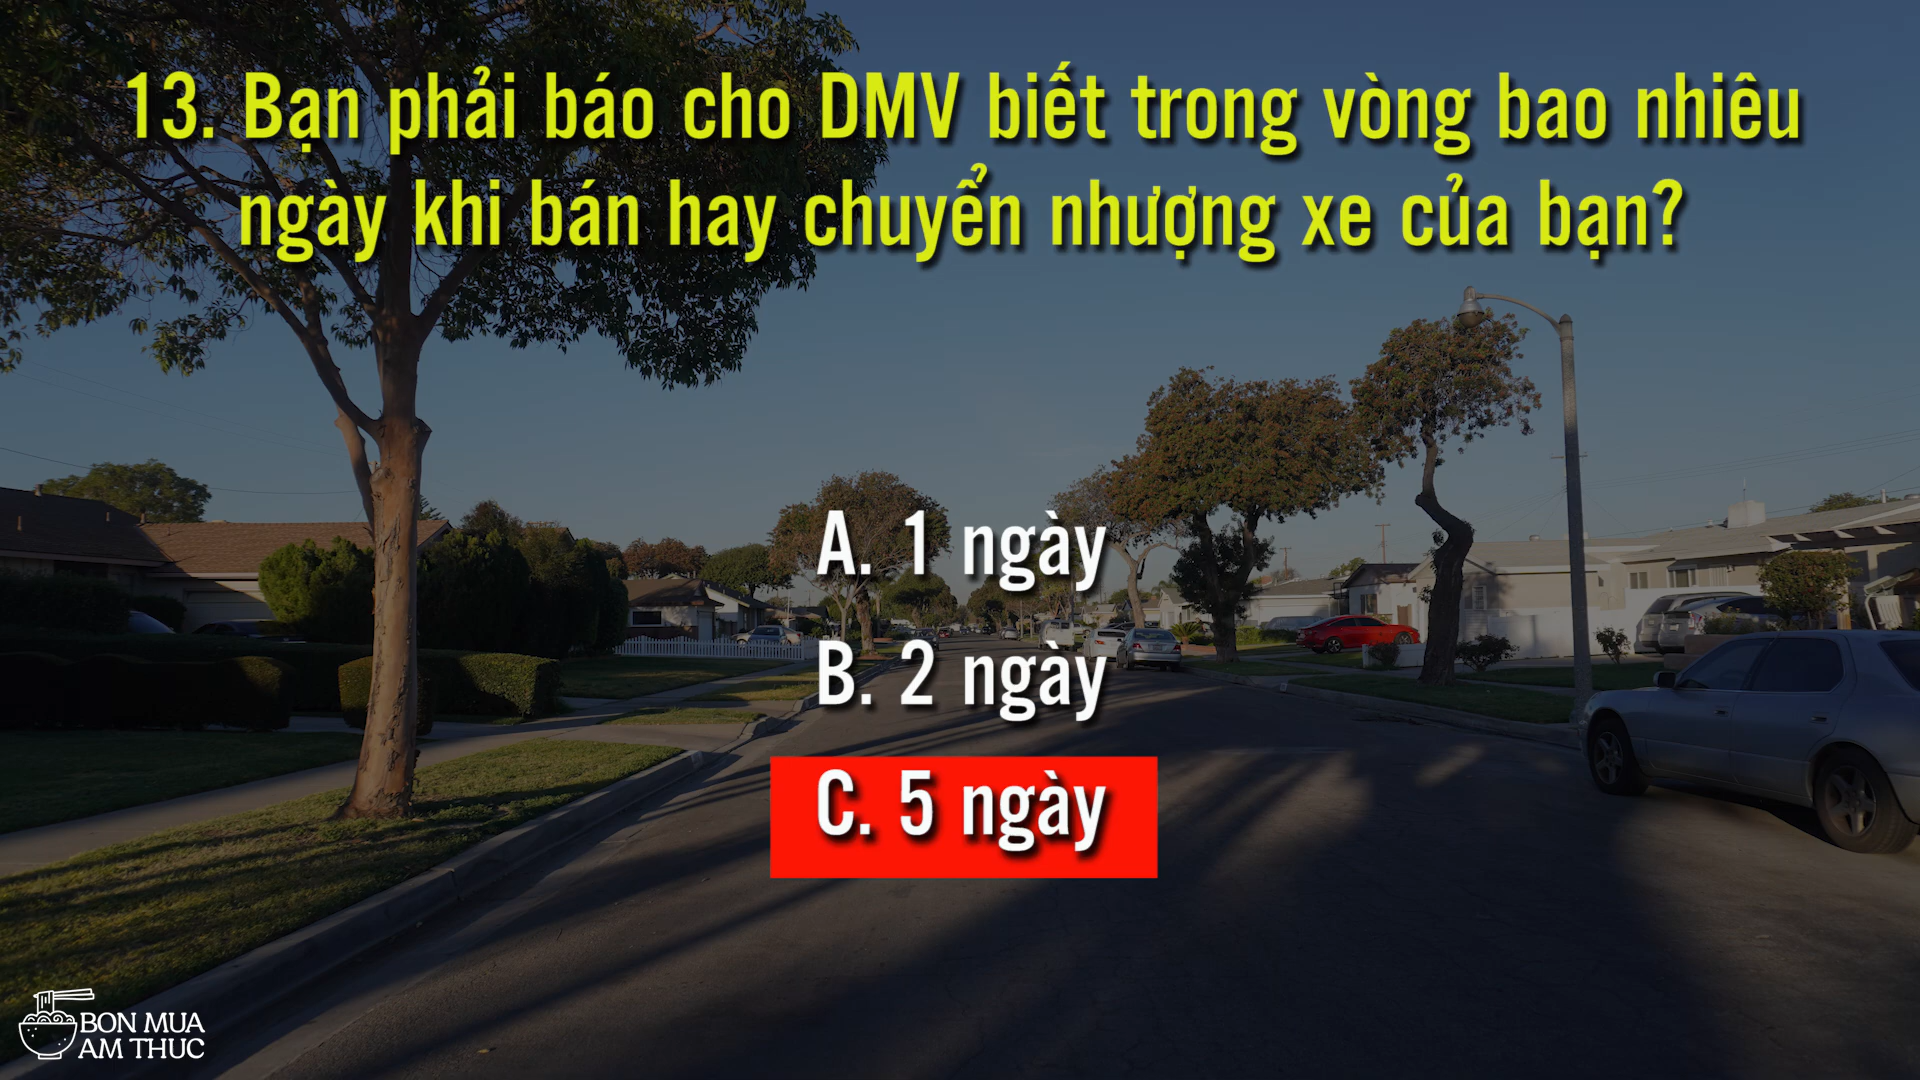 13. Bạn phải báo cho DMV biết trong vòng bao nhiêu
ngày khi bán hay chuyển nhượng xe của bạn?
A. 1 ngày
B. 2 ngày
C. 5 ngày
BON MUA
AM THUC